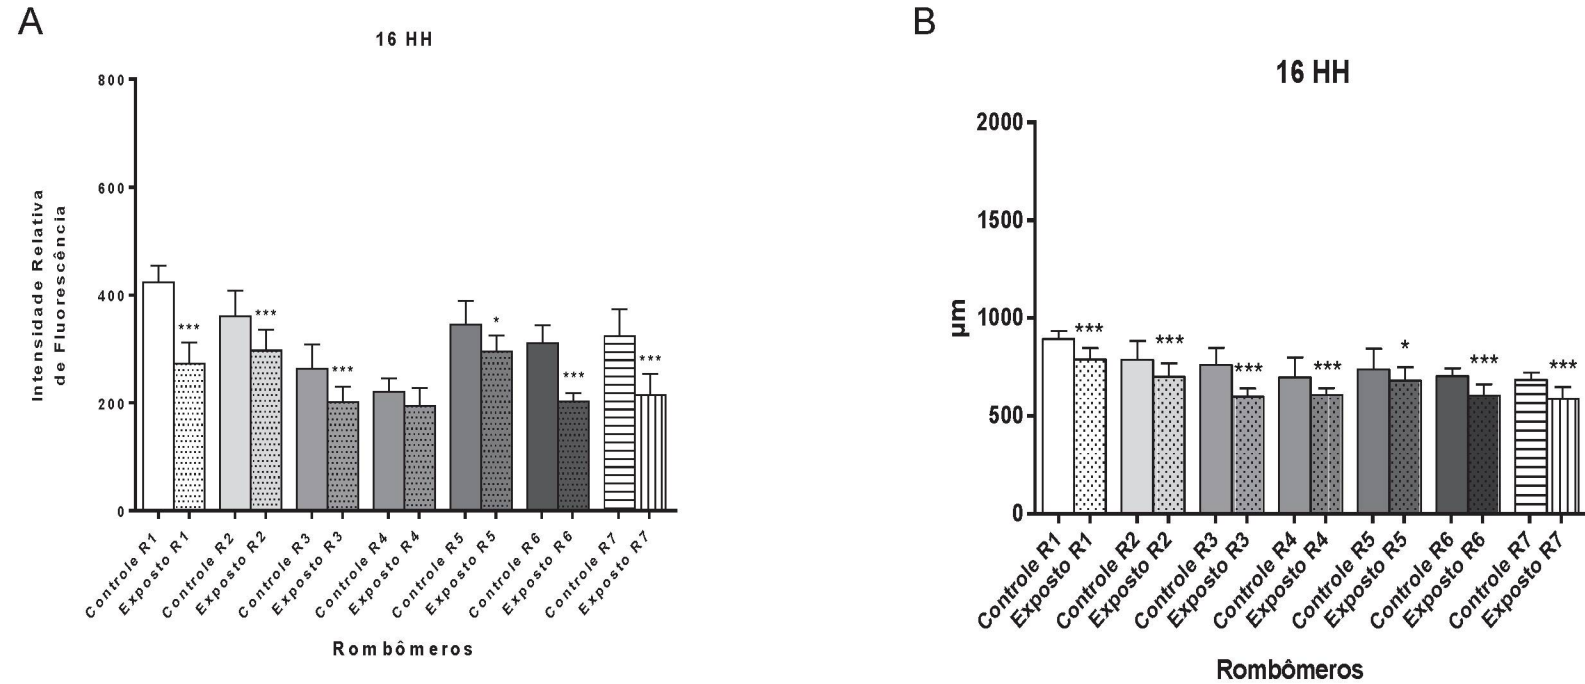 A
16 HH
800
600
400
200
0
Intensidade Relativa
de Fluorescência
***
***
***
*
***
***
Controle R1
Exposto R1
Controle R2
Exposto R2
Controle R3
Exposto R3
Controle R4
Exposto R4
Controle R5
Exposto R5
Controle R6
Exposto R6
Controle R7
Exposto R7
Rombômeros
B
16 HH
2000
1500
1000
500
0
µm
***
***
***
***
*
***
***
Controle R1
Exposto R1
Controle R2
Exposto R2
Controle R3
Exposto R3
Controle R4
Exposto R4
Controle R5
Exposto R5
Controle R6
Exposto R6
Controle R7
Exposto R7
Rombômeros